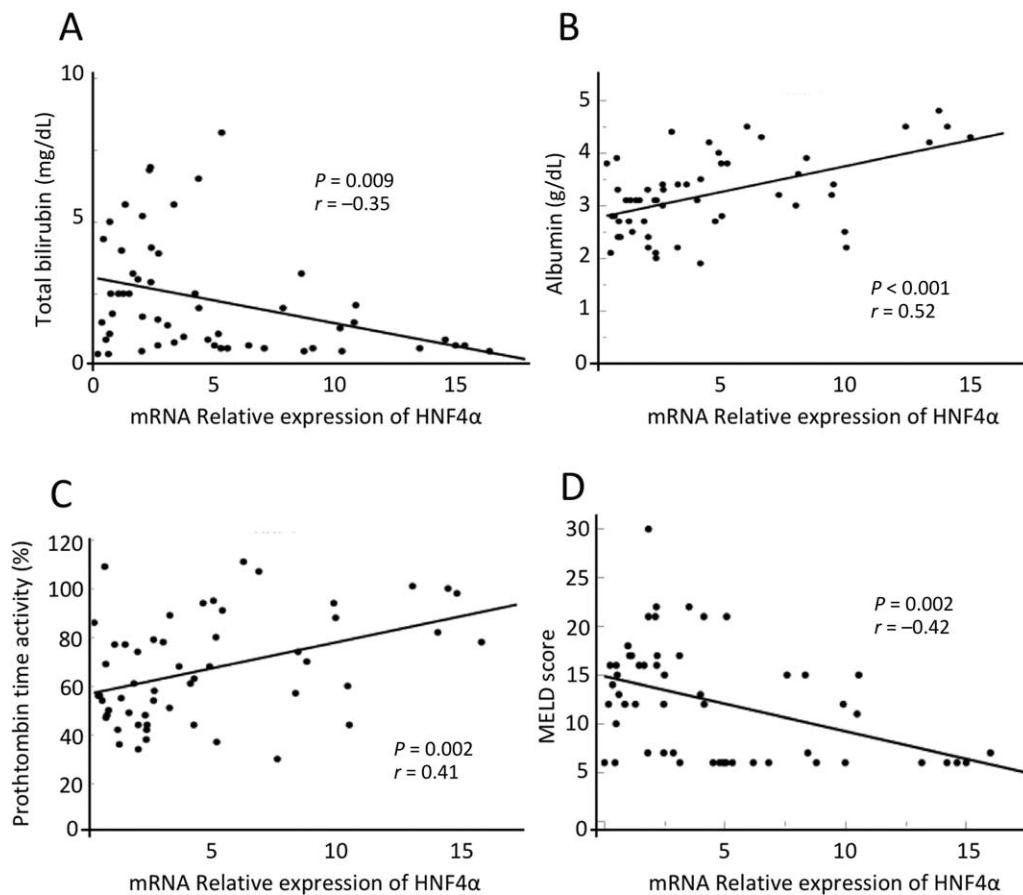 A
Total bilirubin (mg/dL)
10
5
0
0
5
10
15
P = 0.009
r = –0.35
mRNA Relative expression of HNF4α
B
Albumin (g/dL)
5
4
3
2
1
0
5
10
15
P < 0.001
r = 0.52
mRNA Relative expression of HNF4α
C
Prothtombin time activity (%)
120
100
80
60
40
20
0
5
10
15
P = 0.002
r = 0.41
mRNA Relative expression of HNF4α
D
MELD score
30
25
20
15
10
5
0
5
10
15
P = 0.002
r = –0.42
mRNA Relative expression of HNF4α